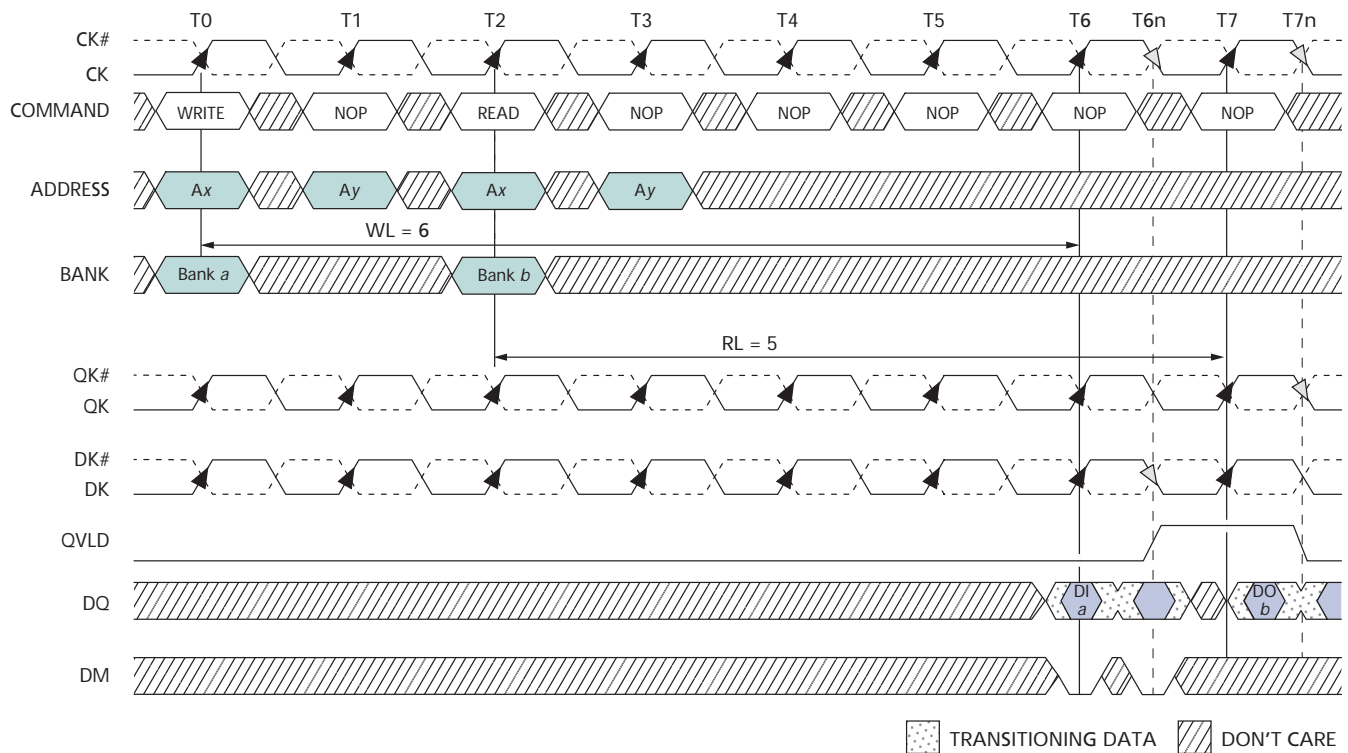 T0 T1 T2 T3 T4 T5 T6 T6n T7 T7n
CK#
CK
COMMAND WRITE NOP READ NOP NOP NOP NOP NOP
ADDRESS Ax Ay Ax Ay
WL = 6
BANK Bank a Bank b
RL = 5
QK#
QK
DK#
DK
QVLD
DQ DI a DO b
DM
TRANSITIONING DATA DON'T CARE